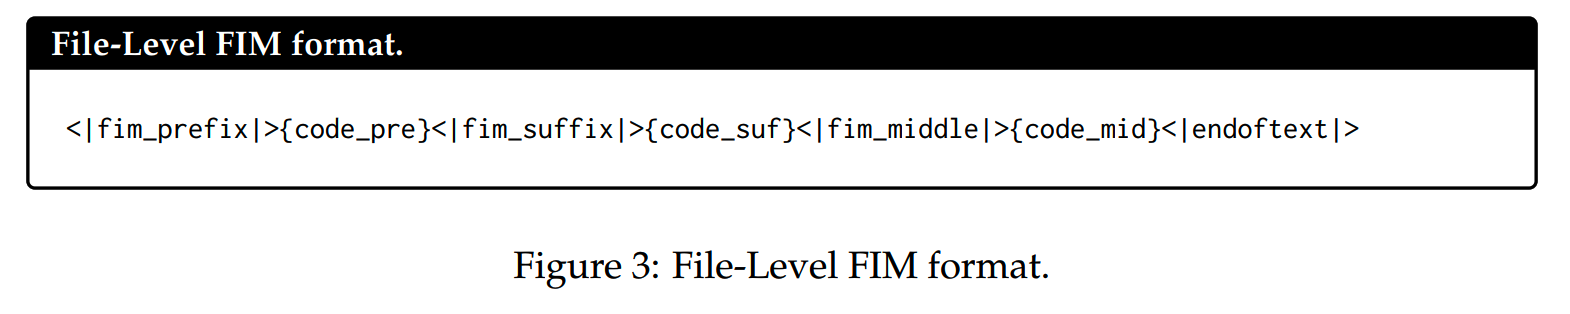 File-Level FIM format.
<|fim_prefix|>{code_pre}<|fim_suffix|>{code_suf}<|fim_middle|>{code_mid}<|endoftext|>
Figure 3: File-Level FIM format.